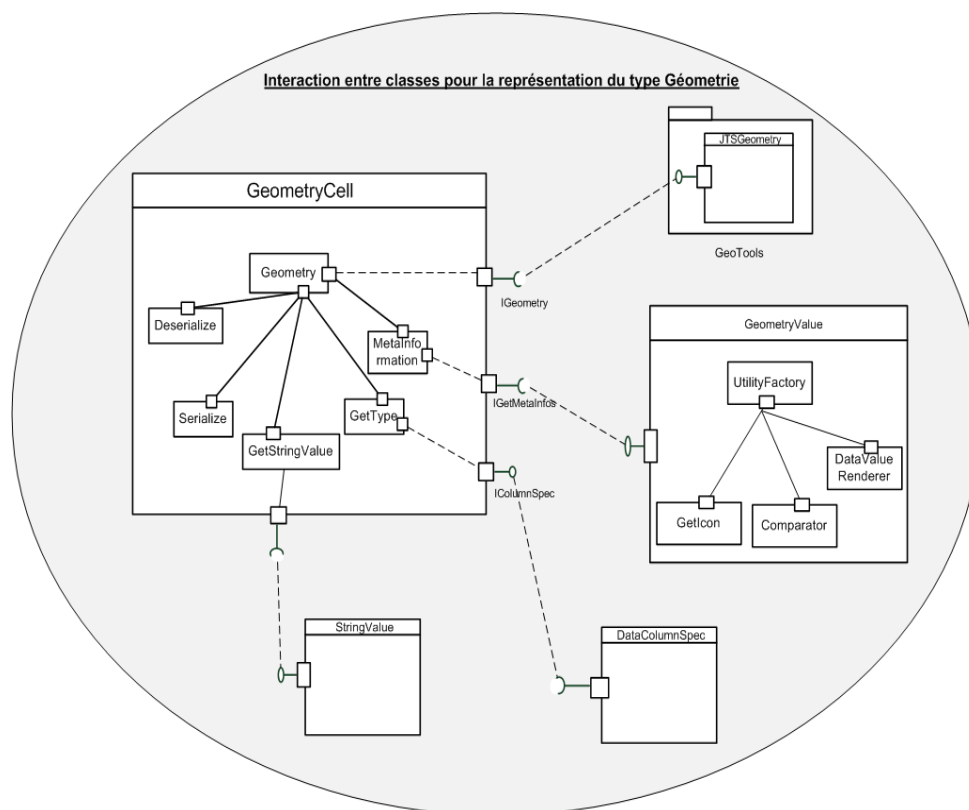 Interaction entre classes pour la représentation du type Géometrie
JTSGeometry
GeoTools
GeometryCell
Geometry
IGeometry
Deserialize
MetaInfo
rmation
GeometryValue
UtilityFactory
IGetMetaInfos
Serialize
GetType
GetStringValue
DataValue
Renderer
IColumnSpec
GetIcon
Comparator
StringValue
DataColumnSpec